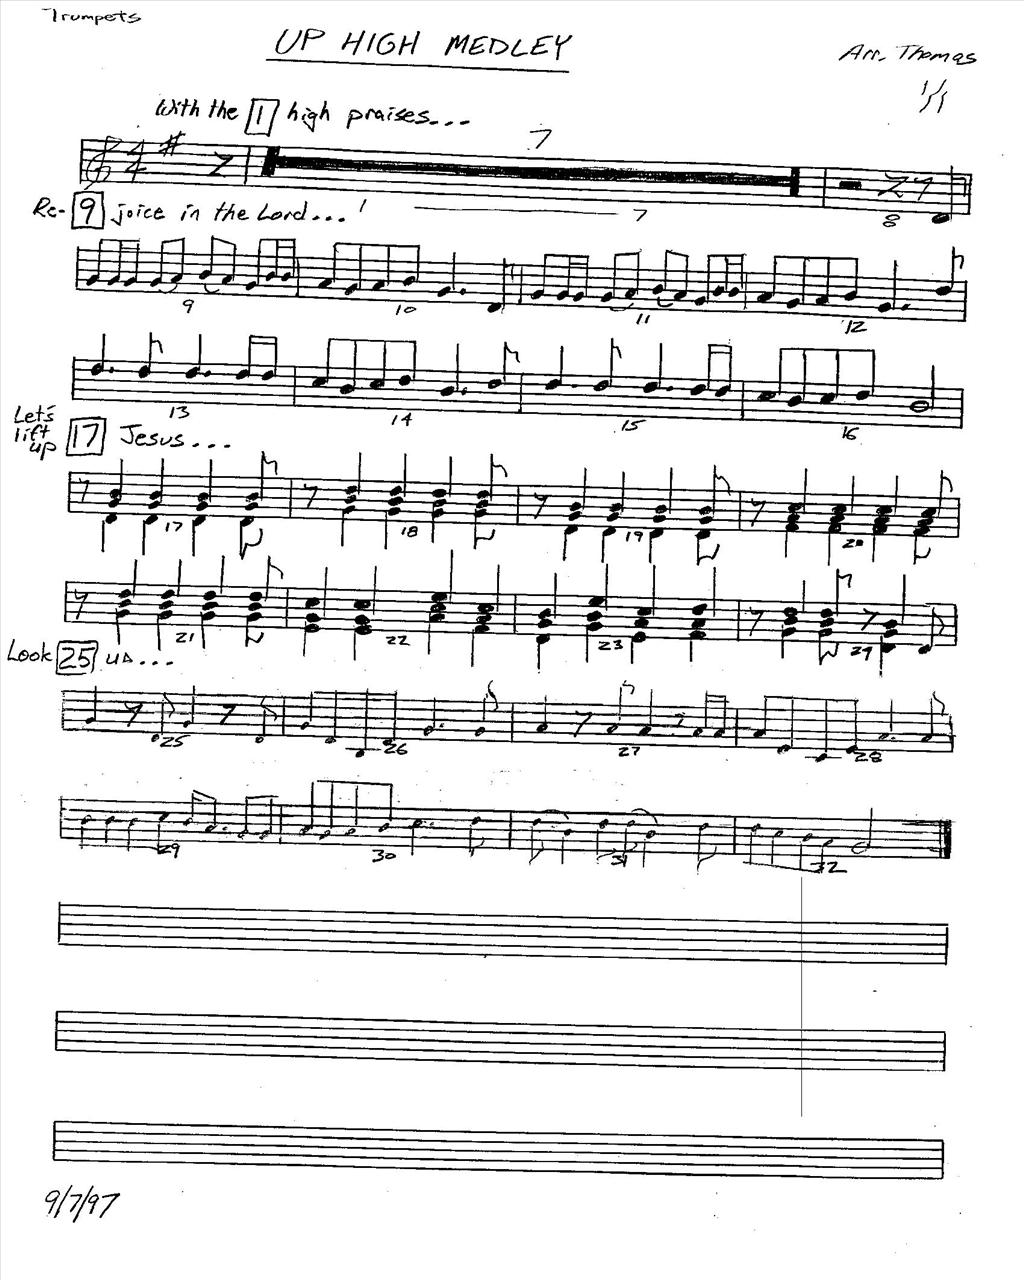 Trumpets
UP HIGH MEDLEY
Arr. Thomas
1/1
With the 1 high praises...
7
7
8
Re- 9 joice in the Lord...!
9 10 11 12
13 14 15 16
Let's lift up 17 Jesus...
17 18 19 20
21 22 23 24
Look 25 up...
25 26 27 28
29 30 31 32
9/7/97